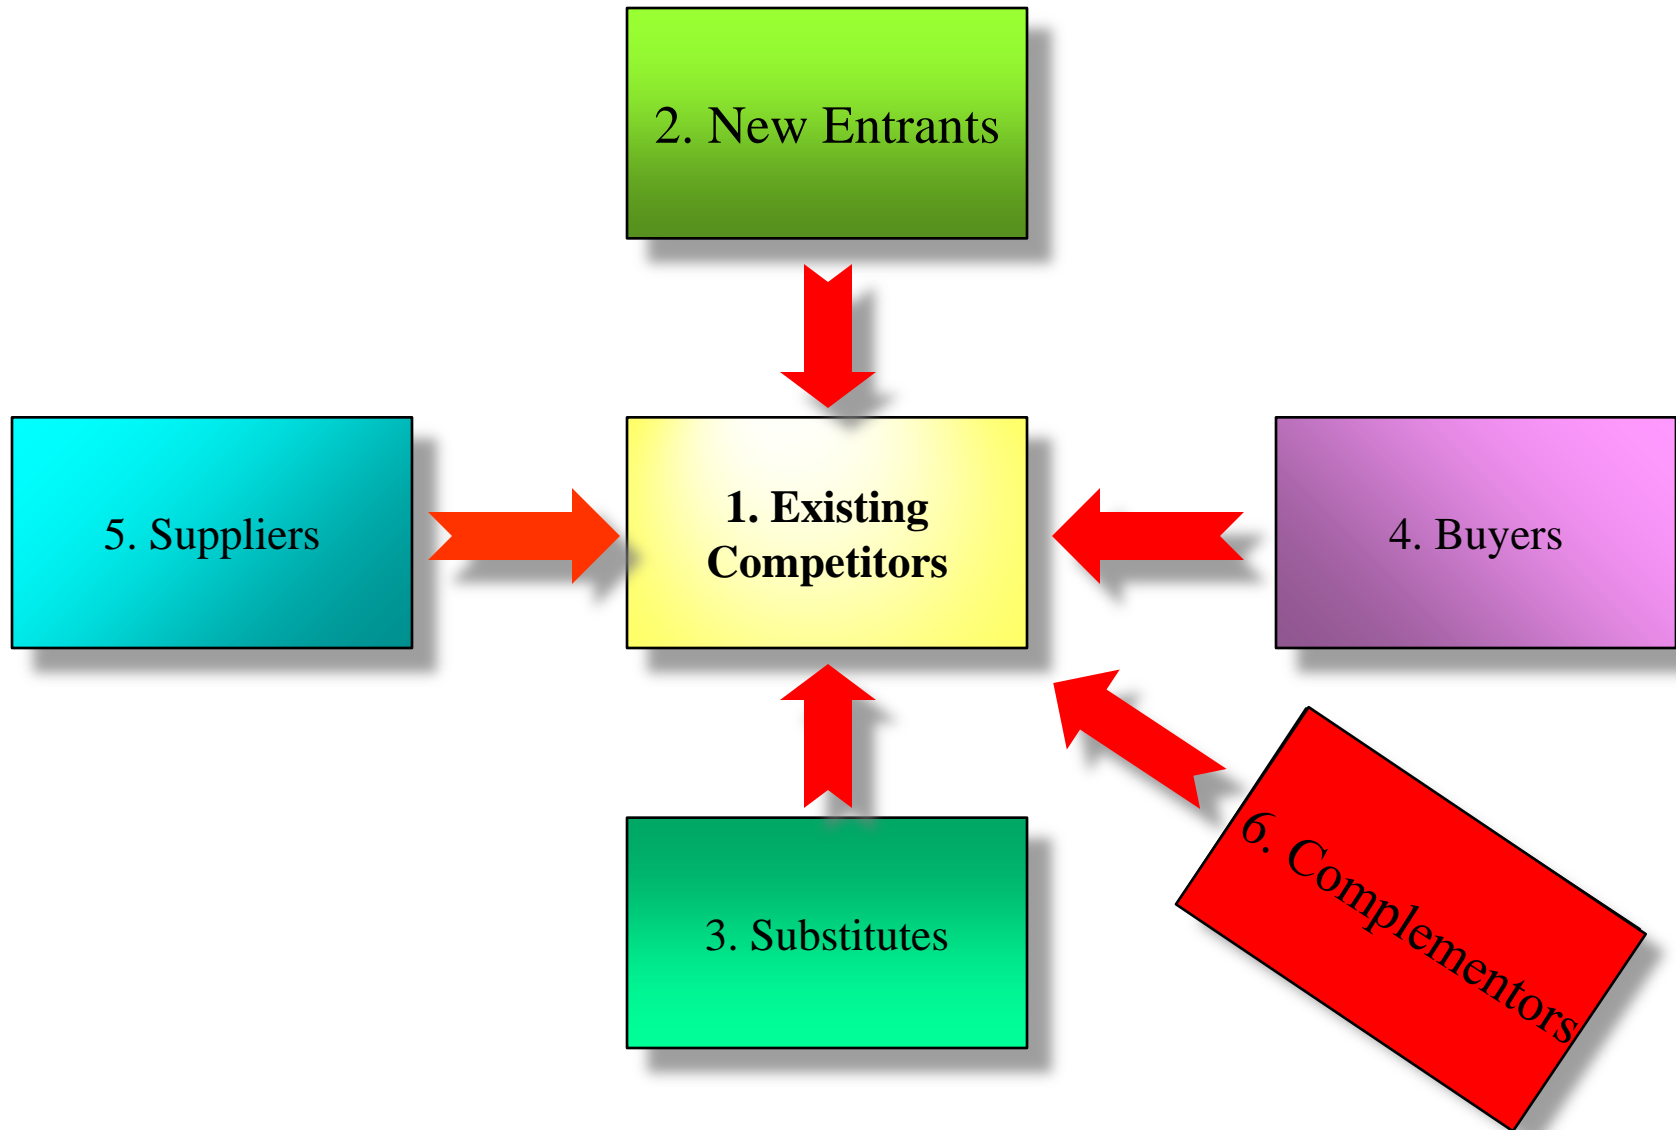 2. New Entrants
5. Suppliers
1. Existing
Competitors
4. Buyers
6. Complementors
3. Substitutes